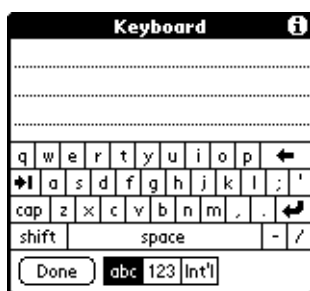 Keyboard i
q w e r t y u i o p ←
→| a s d f g h j k l ; '
cap z x c v b n m , . ↵
shift space - /
Done abc 123 Int'l